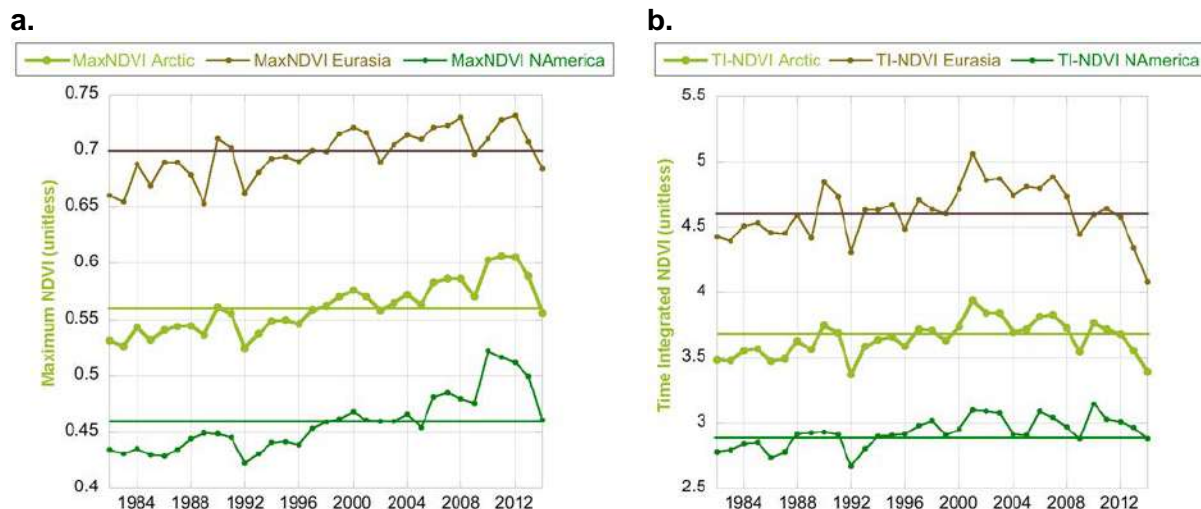 a.
MaxNDVI Arctic MaxNDVI Eurasia MaxNDVI NAmerica
Maximum NDVI (unitless)
0.75
0.7
0.65
0.6
0.55
0.5
0.45
0.4
1984 1988 1992 1996 2000 2004 2008 2012
b.
TI-NDVI Arctic TI-NDVI Eurasia TI-NDVI NAmerica
Time Integrated NDVI (unitless)
5.5
5
4.5
4
3.5
3
2.5
1984 1988 1992 1996 2000 2004 2008 2012